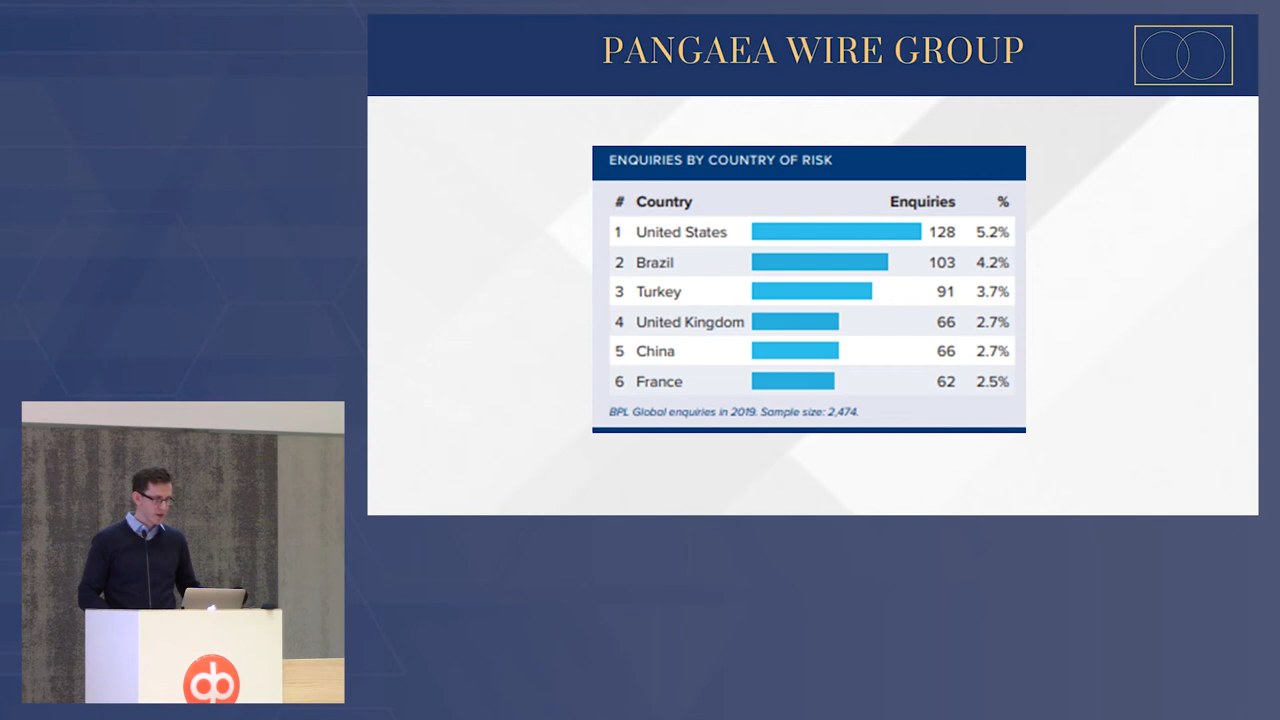 PANGAEA WIRE GROUP
ENQUIRIES BY COUNTRY OF RISK
# Country Enquiries %
1 United States 128 5.2%
2 Brazil 103 4.2%
3 Turkey 91 3.7%
4 United Kingdom 66 2.7%
5 China 66 2.7%
6 France 62 2.5%
BPL Global enquiries in 2019. Sample size: 2,474.